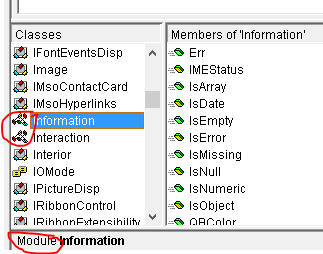 Classes
Members of 'Information'
IFontEventsDisp
Image
IMsoContactCard
IMsoHyperlinks
Information
Interaction
Interior
IOMode
IPictureDisp
IRibbonControl
IRibbonExtensibility
Err
IMEStatus
IsArray
IsDate
IsEmpty
IsError
IsMissing
IsNull
IsNumeric
IsObject
QBColor
Module Information